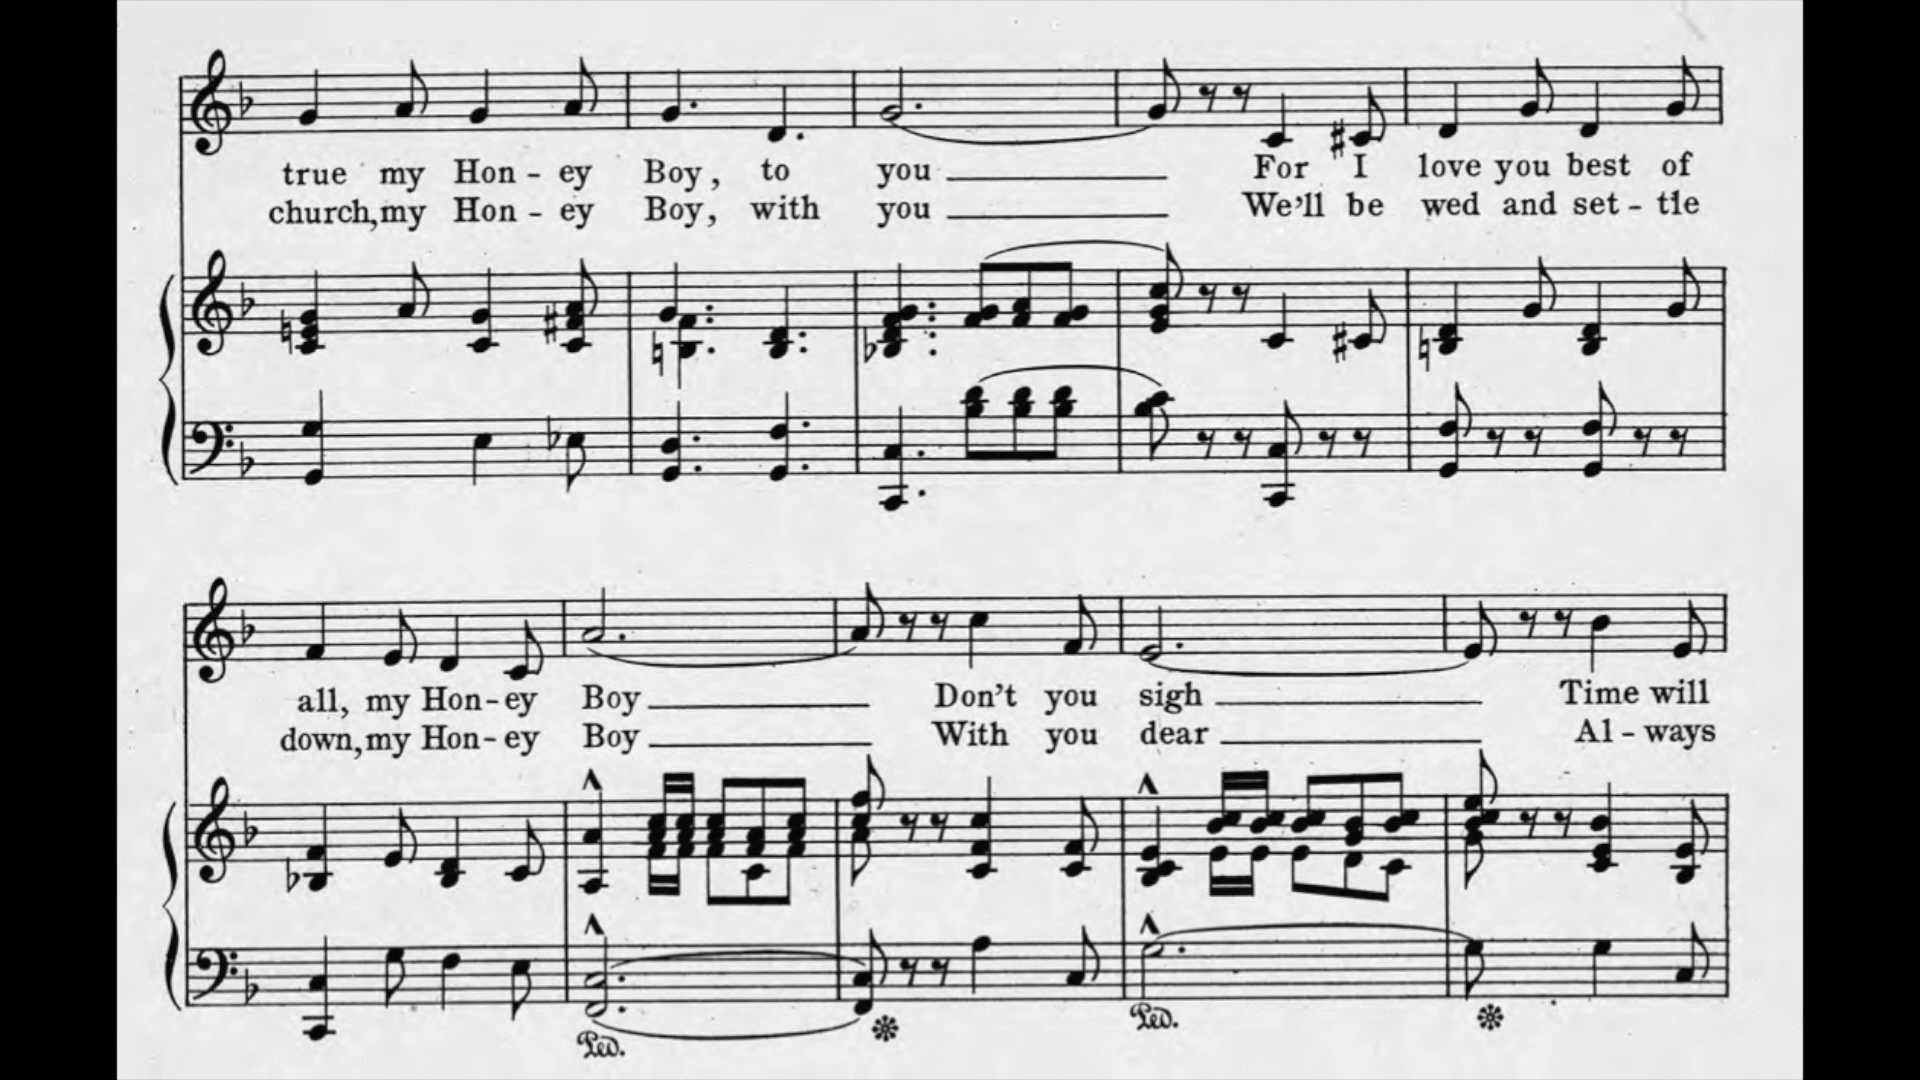 true my Hon - ey Boy, to you For I love you best of
church, my Hon - ey Boy, with you We'll be wed and set - tle
all, my Hon - ey Boy Don't you sigh Time will
down, my Hon - ey Boy With you dear Al - ways
Ped. Ped.